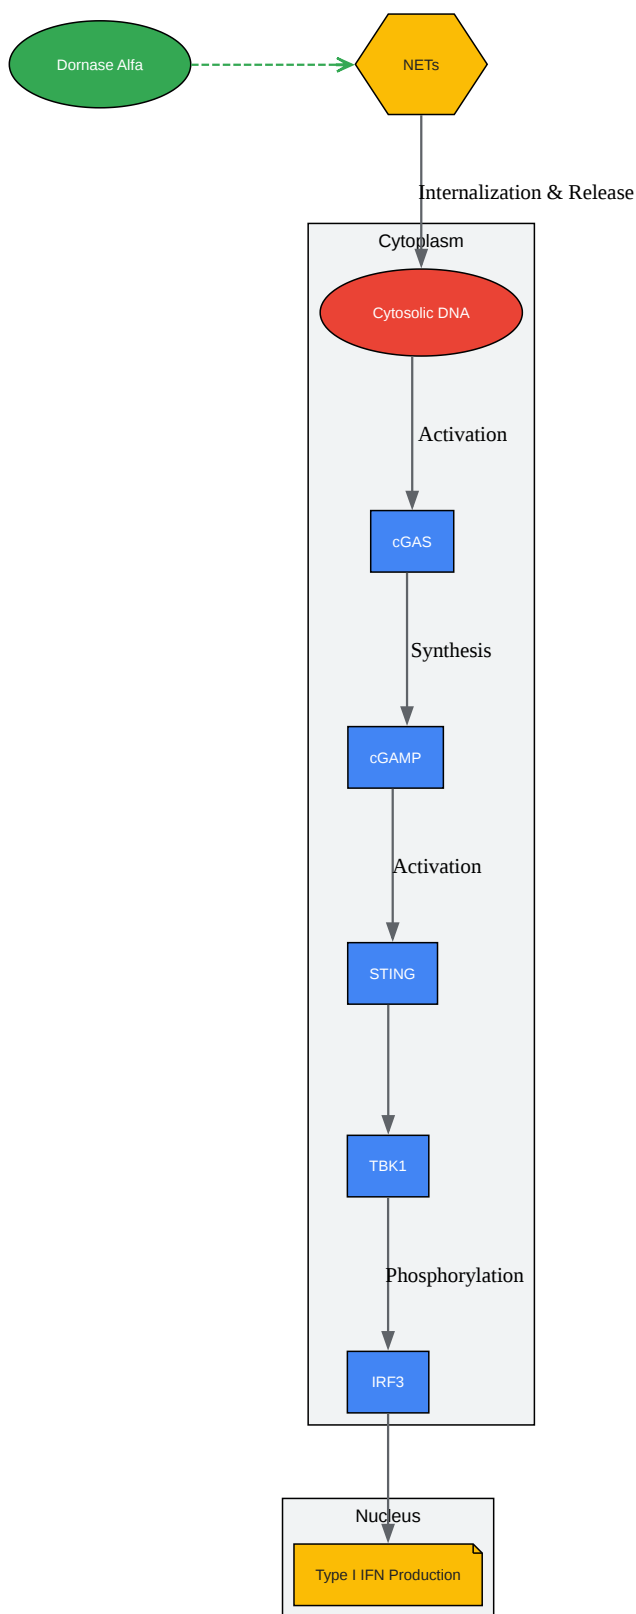 Dornase Alfa
NETs
Internalization & Release
Cytoplasm
Cytosolic DNA
Activation
cGAS
Synthesis
cGAMP
Activation
STING
TBK1
Phosphorylation
IRF3
Nucleus
Type I IFN Production